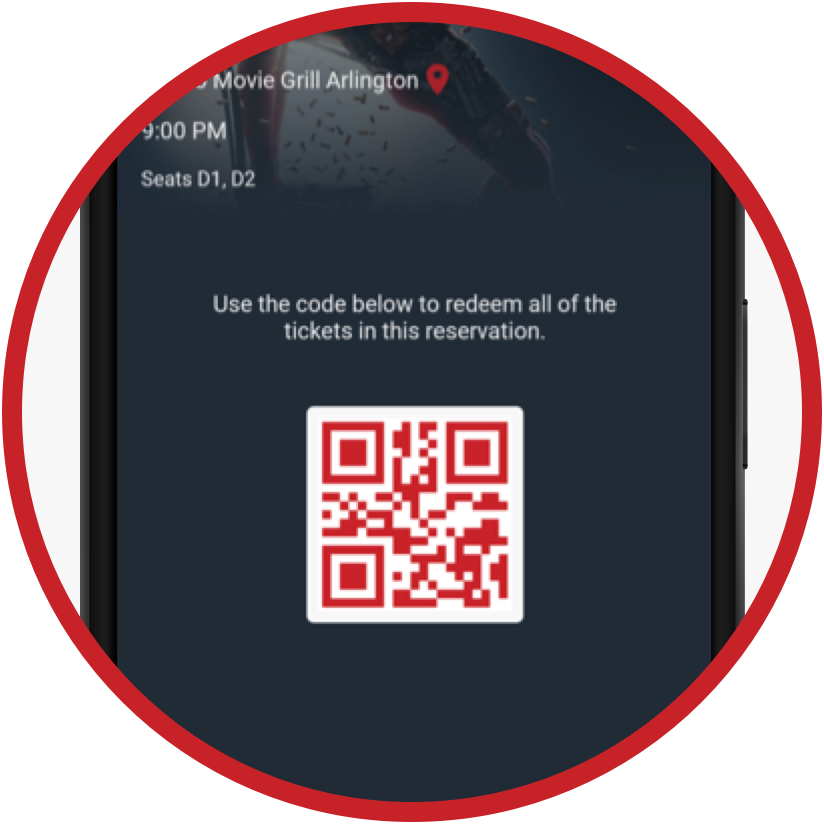 Movie Grill Arlington
9:00 PM
Seats D1, D2
Use the code below to redeem all of the
tickets in this reservation.